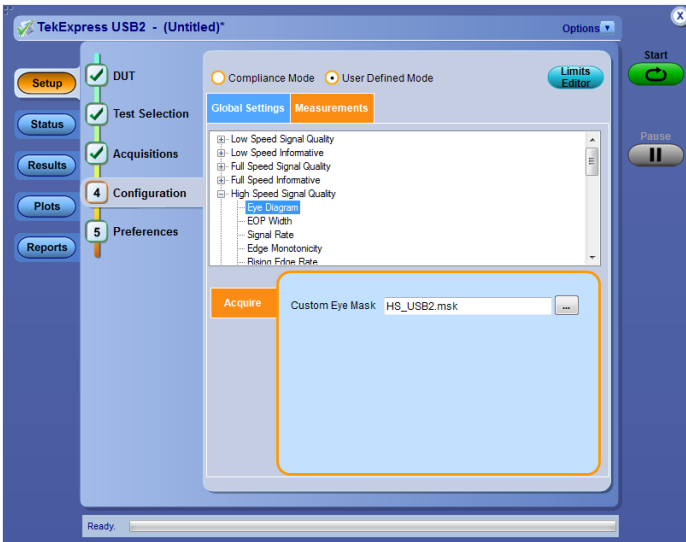 TekExpress USB2 - (Untitled)*
Options
x
Start
Pause
Setup
Status
Results
Plots
Reports
DUT
Test Selection
Acquisitions
4 Configuration
5 Preferences
Compliance Mode User Defined Mode
Limits
Editor
Global Settings Measurements
Low Speed Signal Quality
Low Speed Informative
Full Speed Signal Quality
Full Speed Informative
High Speed Signal Quality
Eye Diagram
EOP Width
Signal Rate
Edge Monotonicity
Rising Edge Rate
Acquire
Custom Eye Mask HS_USB2.msk ...
Ready.